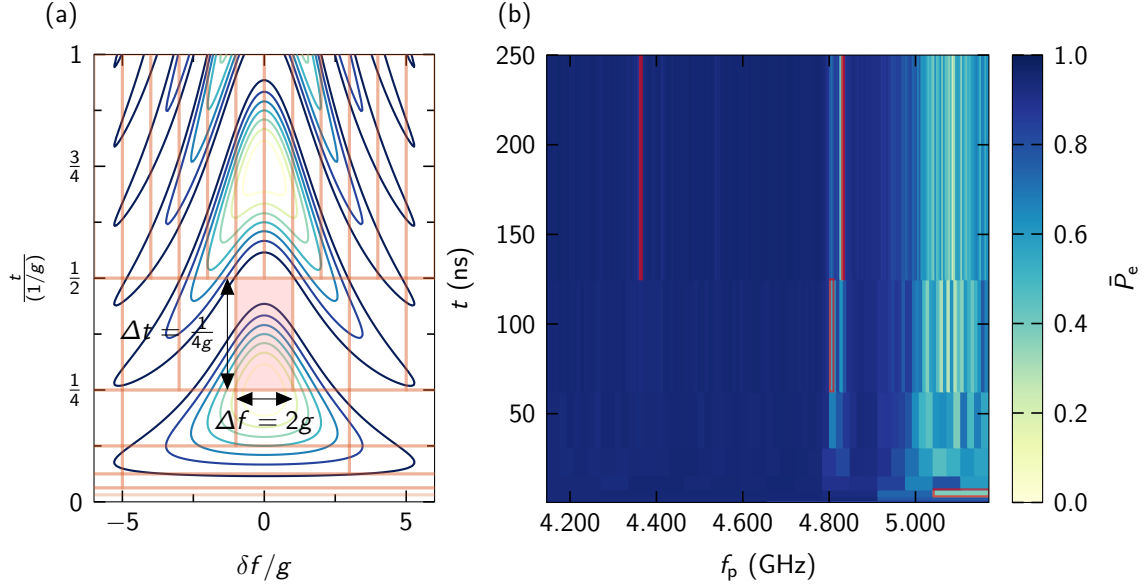 (a)
1
3/4
1/2
1/4
0
t/(1/g)
Δt = 1/4g
Δf = 2g
−5
0
5
δf/g
(b)
250
200
150
100
50
t (ns)
4.200
4.400
4.600
4.800
5.000
f_p (GHz)
1.0
0.8
0.6
0.4
0.2
0.0
P̄_e